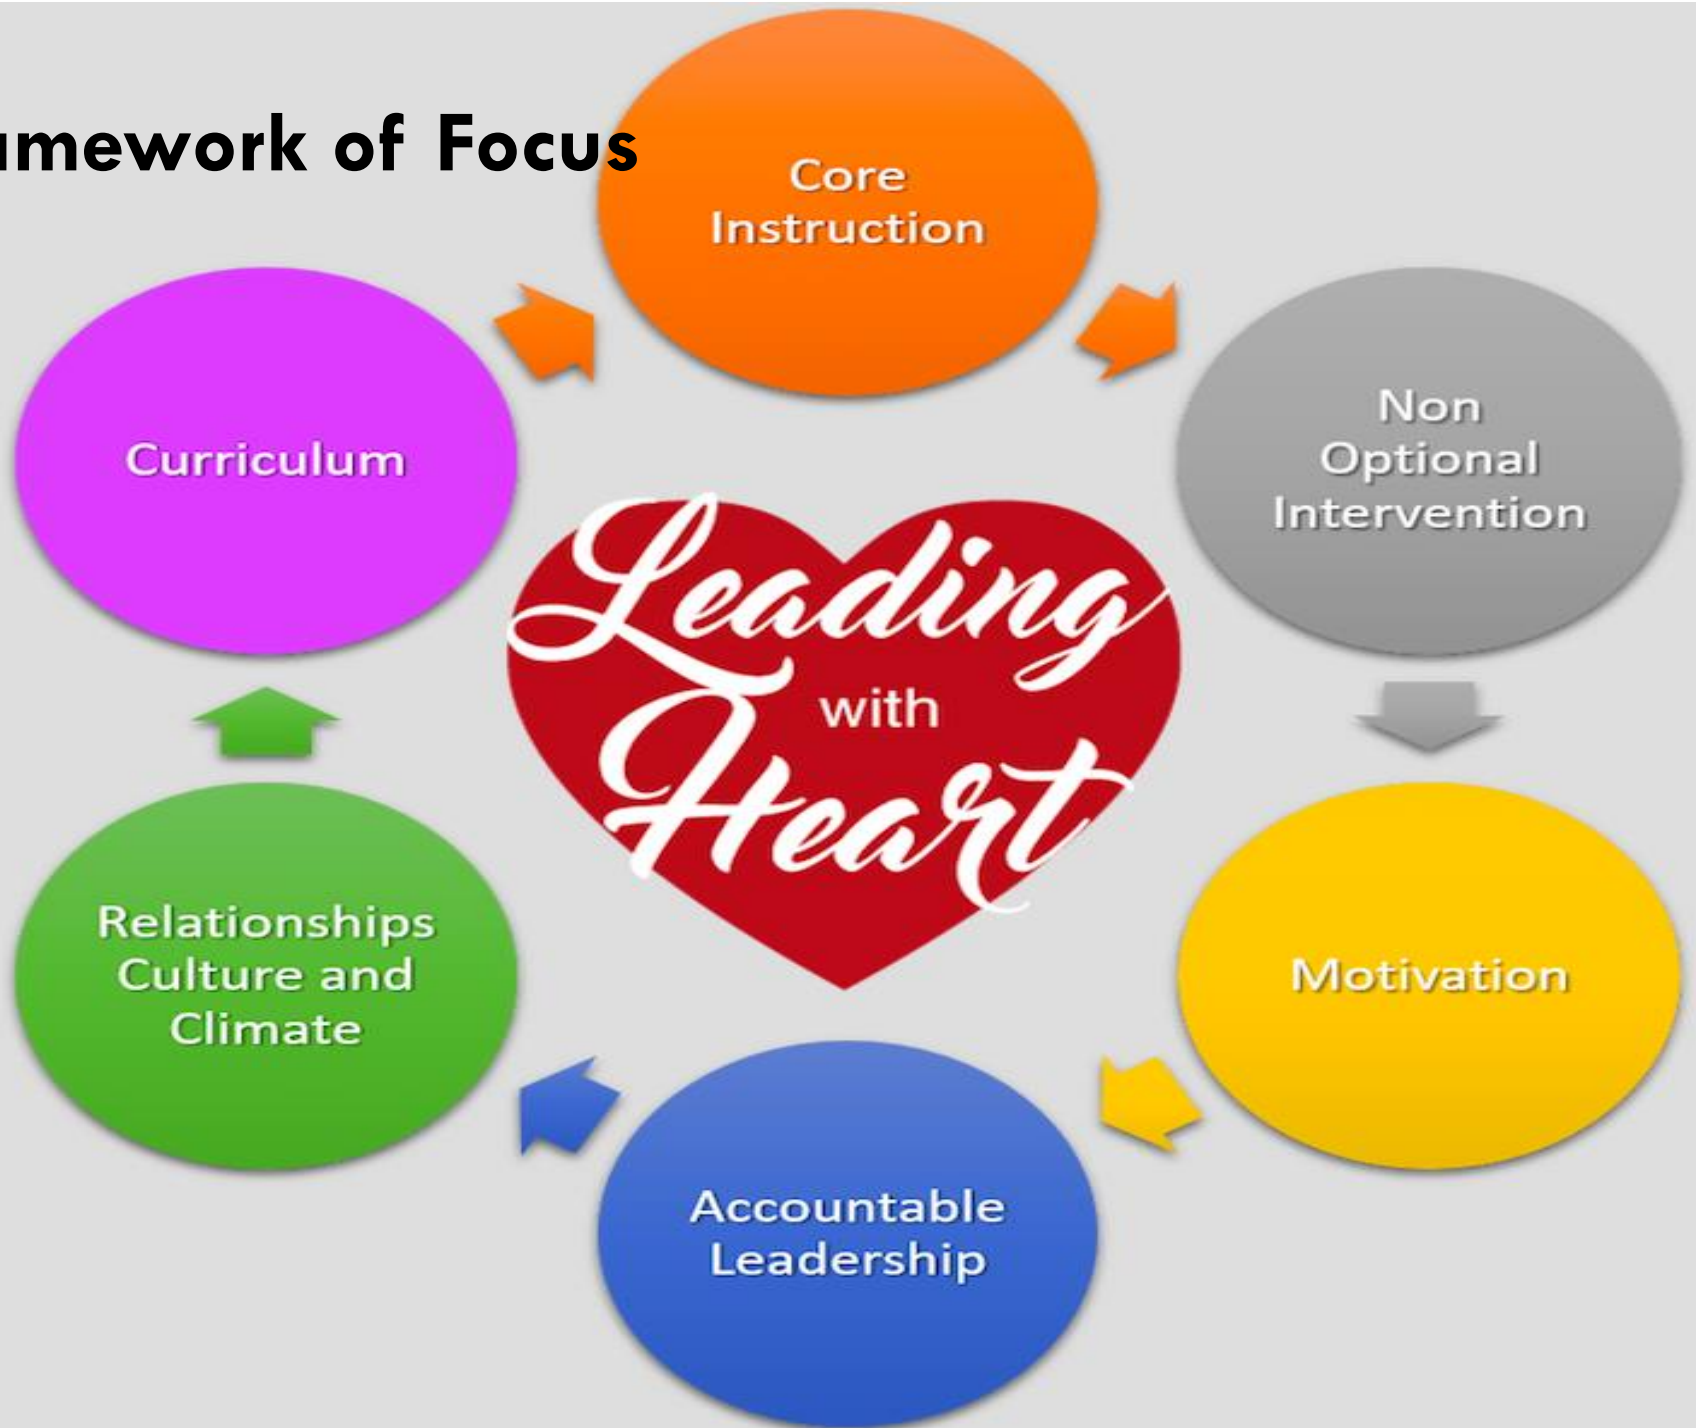 amework of Focus
Core
Instruction
Non
Optional
Intervention
Motivation
Accountable
Leadership
Relationships
Culture and
Climate
Curriculum
Leading
with
Heart